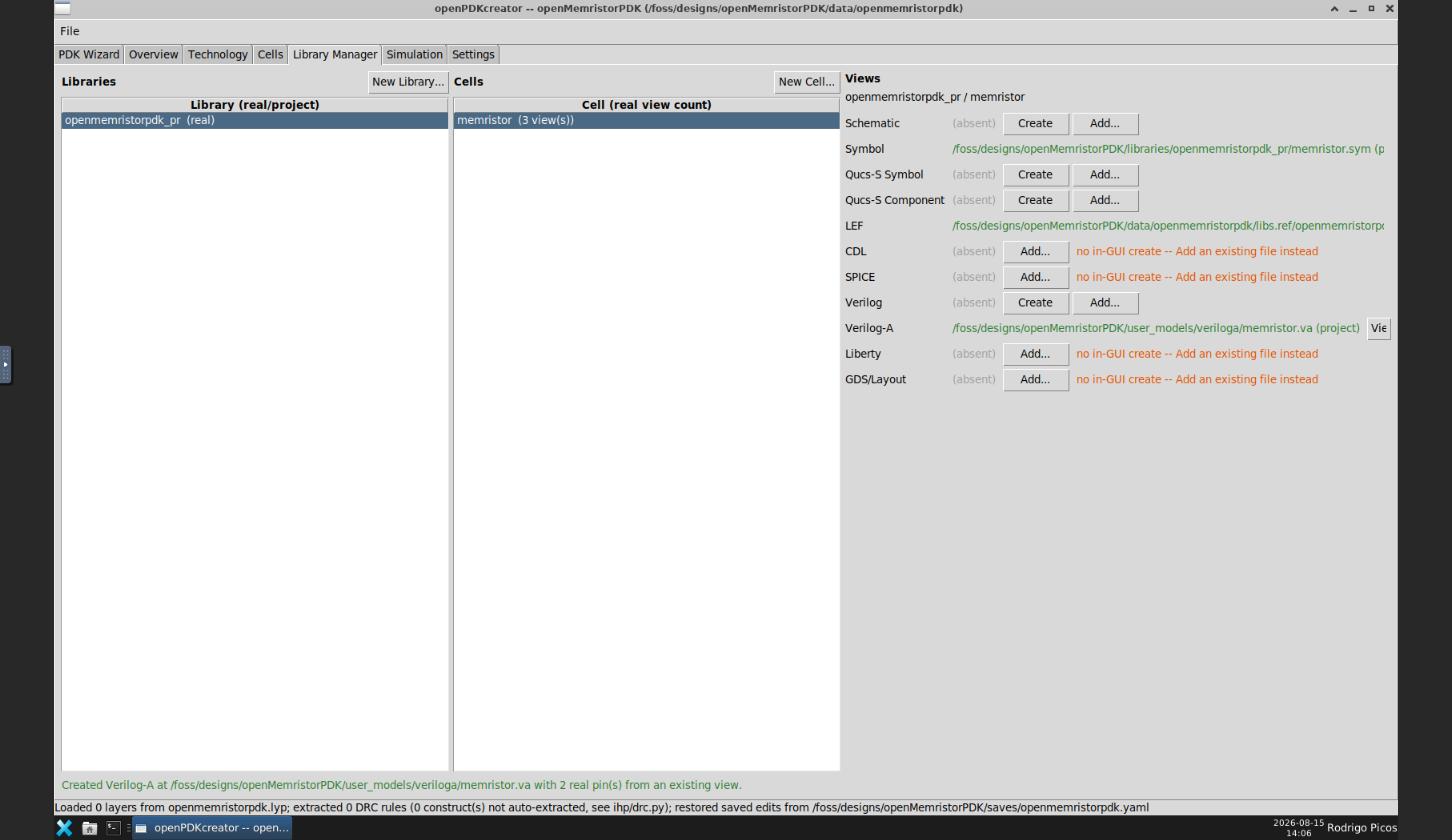 openPDKcreator -- openMemristorPDK (/foss/designs/openMemristorPDK/data/openmemristorpdk)
File
PDK Wizard Overview Technology Cells Library Manager Simulation Settings
Libraries New Library... Cells New Cell... Views
openmemristorpdk_pr / memristor
Library (real/project) Cell (real view count)
openmemristorpdk_pr (real) memristor (3 view(s))
Schematic (absent) Create Add...
Symbol /foss/designs/openMemristorPDK/libraries/openmemristorpdk_pr/memristor.sym (p
Qucs-S Symbol (absent) Create Add...
Qucs-S Component (absent) Create Add...
LEF /foss/designs/openMemristorPDK/data/openmemristorpdk/libs.ref/openmemristorpd
CDL (absent) Add... no in-GUI create -- Add an existing file instead
SPICE (absent) Add... no in-GUI create -- Add an existing file instead
Verilog (absent) Create Add...
Verilog-A /foss/designs/openMemristorPDK/user_models/veriloga/memristor.va (project) Vie
Liberty (absent) Add... no in-GUI create -- Add an existing file instead
GDS/Layout (absent) Add... no in-GUI create -- Add an existing file instead
Created Verilog-A at /foss/designs/openMemristorPDK/user_models/veriloga/memristor.va with 2 real pin(s) from an existing view.
Loaded 0 layers from openmemristorpdk.lyp; extracted 0 DRC rules (0 construct(s) not auto-extracted, see ihp/drc.py); restored saved edits from /foss/designs/openMemristorPDK/saves/openmemristorpdk.yaml
openPDKcreator -- open... 2026-08-15 Rodrigo Picos
14:06